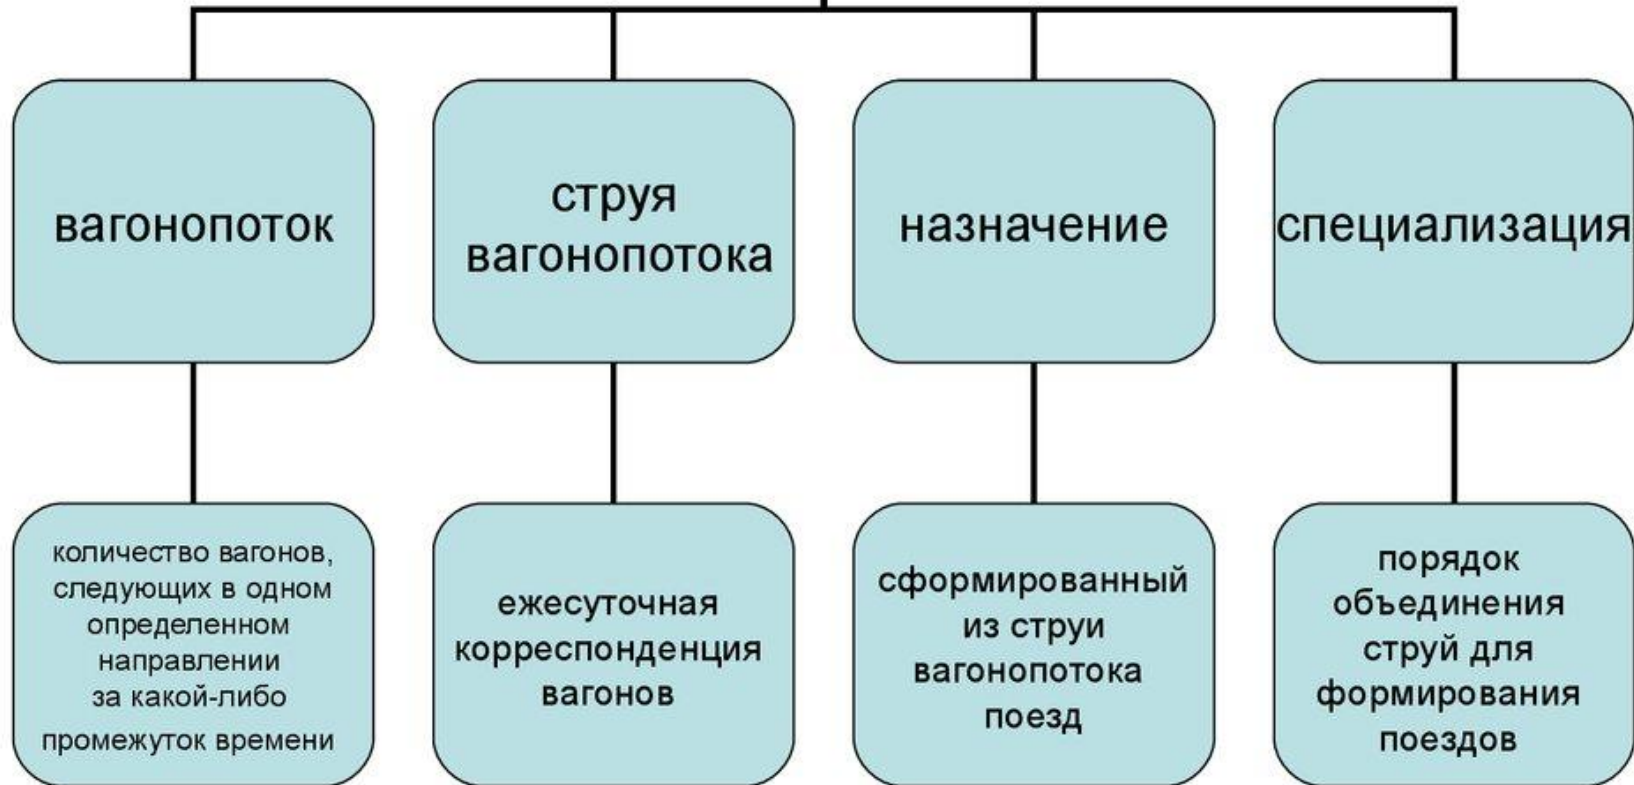 вагонопоток
струя
вагонопотока
назначение
специализация
количество вагонов,
следующих в одном
определенном
направлении
за какой-либо
промежуток времени
ежесуточная
корреспонденция
вагонов
сформированный
из струи
вагонопотока
поезд
порядок
объединения
струй для
формирования
поездов